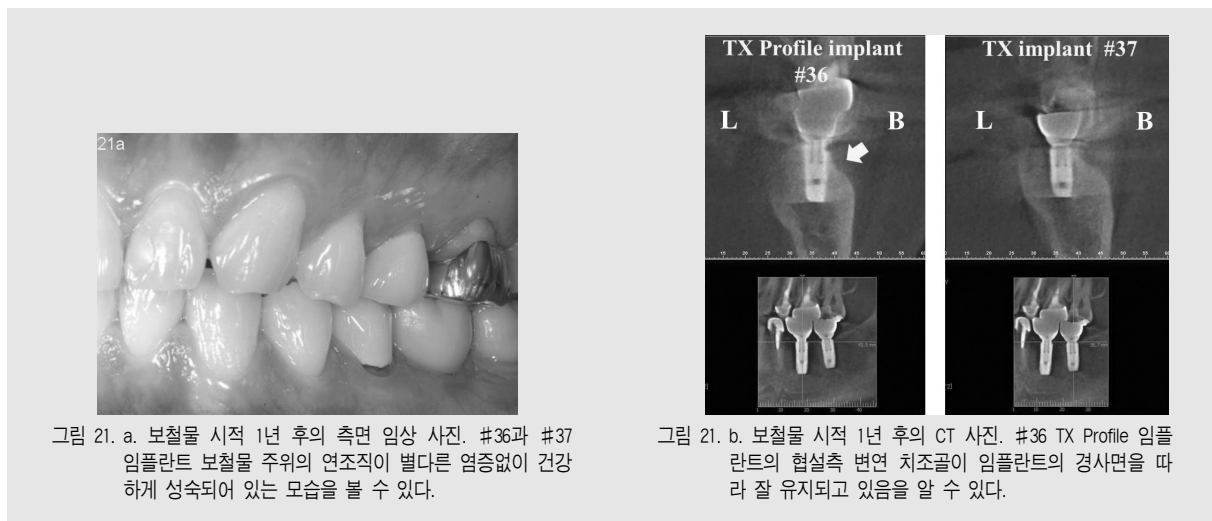 21a
TX Profile implant
#36
L
B
TX implant #37
L
B
그림 21. a. 보철물 시적 1년 후의 측면 임상 사진. #36과 #37
임플란트 보철물 주위의 연조직이 별다른 염증없이 건강
하게 성숙되어 있는 모습을 볼 수 있다.
그림 21. b. 보철물 시적 1년 후의 CT 사진. #36 TX Profile 임플
란트의 협설측 변연 치조골이 임플란트의 경사면을 따
라 잘 유지되고 있음을 알 수 있다.